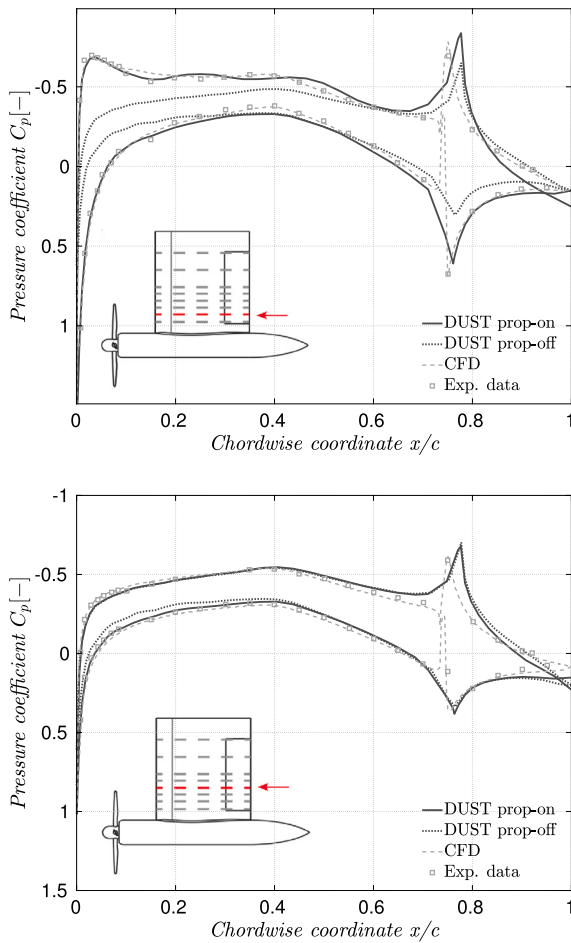 -0.5
0
0.5
1
Pressure coefficient Cp[−]
DUST prop-on
DUST prop-off
CFD
Exp. data
0 0.2 0.4 0.6 0.8 1
Chordwise coordinate x/c
-1
-0.5
0
0.5
1
1.5
Pressure coefficient Cp[−]
DUST prop-on
DUST prop-off
CFD
Exp. data
0 0.2 0.4 0.6 0.8 1
Chordwise coordinate x/c